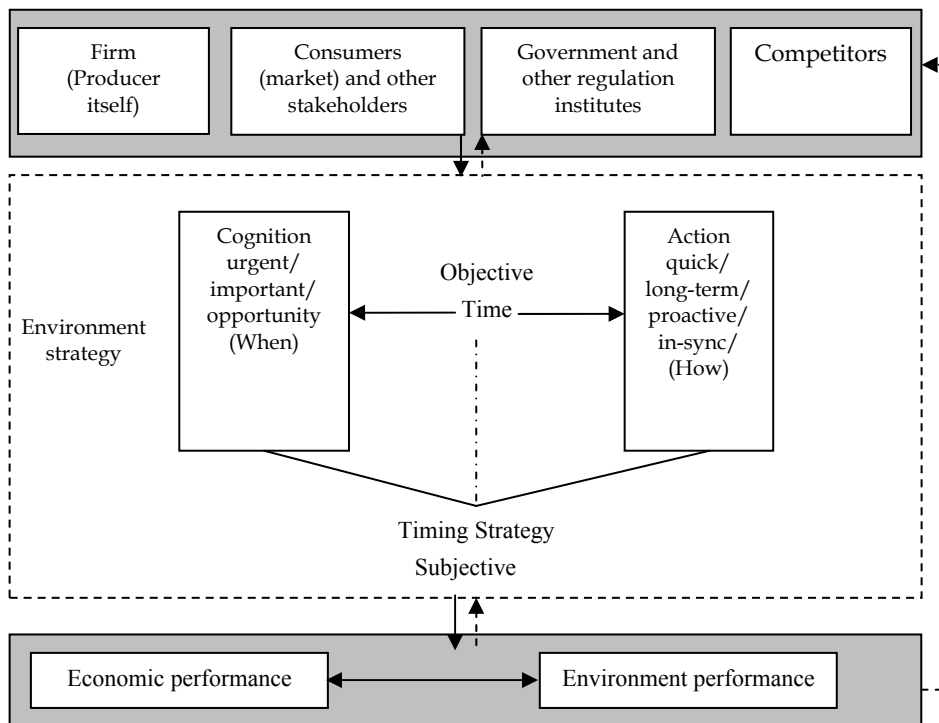 Firm
(Producer
itself)
Consumers
(market) and other
stakeholders
Government and
other regulation
institutes
Competitors
Environment
strategy
Cognition
urgent/
important/
opportunity
(When)
Objective
Time
Action
quick/
long-term/
proactive/
in-sync/
(How)
Timing Strategy
Subjective
Economic performance
Environment performance